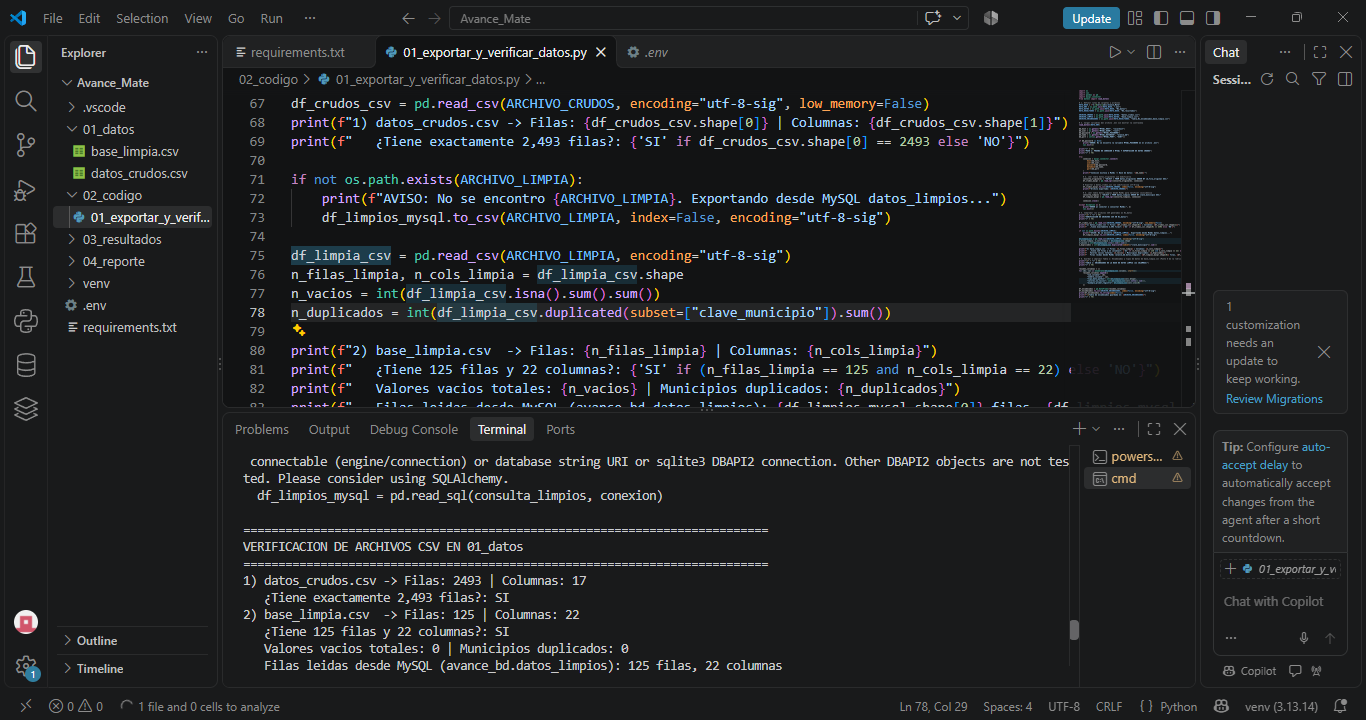 File Edit Selection View Go Run ··· Avance_Mate Update
Explorer ···
Avance_Mate
.vscode
01_datos
base_limpia.csv
datos_crudos.csv
02_codigo
01_exportar_y_verif...
03_resultados
04_reporte
venv
.env
requirements.txt
Outline
Timeline
1
requirements.txt 01_exportar_y_verificar_datos.py .env
02_codigo > 01_exportar_y_verificar_datos.py > ...
67 df_crudos_csv = pd.read_csv(ARCHIVO_CRUDOS, encoding="utf-8-sig", low_memory=False)
68 print(f"1) datos_crudos.csv -> Filas: {df_crudos_csv.shape[0]} | Columnas: {df_crudos_csv.shape[1]}")
69 print(f"   ¿Tiene exactamente 2,493 filas?: {'SI' if df_crudos_csv.shape[0] == 2493 else 'NO'}")
70
71 if not os.path.exists(ARCHIVO_LIMPIA):
72     print(f"AVISO: No se encontro {ARCHIVO_LIMPIA}. Exportando desde MySQL datos_limpios...")
73     df_limpios_mysql.to_csv(ARCHIVO_LIMPIA, index=False, encoding="utf-8-sig")
74
75 df_limpia_csv = pd.read_csv(ARCHIVO_LIMPIA, encoding="utf-8-sig")
76 n_filas_limpia, n_cols_limpia = df_limpia_csv.shape
77 n_vacios = int(df_limpia_csv.isna().sum().sum())
78 n_duplicados = int(df_limpia_csv.duplicated(subset=["clave_municipio"]).sum())
79
80 print(f"2) base_limpia.csv  -> Filas: {n_filas_limpia} | Columnas: {n_cols_limpia}")
81 print(f"   ¿Tiene 125 filas y 22 columnas?: {'SI' if (n_filas_limpia == 125 and n_cols_limpia == 22) else 'NO'}")
82 print(f"   Valores vacios totales: {n_vacios} | Municipios duplicados: {n_duplicados}")
Problems Output Debug Console Terminal Ports
connectable (engine/connection) or database string URI or sqlite3 DBAPI2 connection. Other DBAPI2 objects are not tes
ted. Please consider using SQLAlchemy.
  df_limpios_mysql = pd.read_sql(consulta_limpios, conexion)
===========================================================================
VERIFICACION DE ARCHIVOS CSV EN 01_datos
===========================================================================
1) datos_crudos.csv -> Filas: 2493 | Columnas: 17
   ¿Tiene exactamente 2,493 filas?: SI
2) base_limpia.csv  -> Filas: 125 | Columnas: 22
   ¿Tiene 125 filas y 22 columnas?: SI
   Valores vacios totales: 0 | Municipios duplicados: 0
   Filas leidas desde MySQL (avance_bd.datos_limpios): 125 filas, 22 columnas
powers...
cmd
Chat ···
Sessi...
1
customization
needs an
update to
keep working.
Review Migrations
Tip: Configure auto-
accept delay to
automatically accept
changes from the
agent after a short
countdown.
01_exportar_y_v
Chat with Copilot
···
Copilot
0 0 1 file and 0 cells to analyze Ln 78, Col 29 Spaces: 4 UTF-8 CRLF { } Python venv (3.13.14)